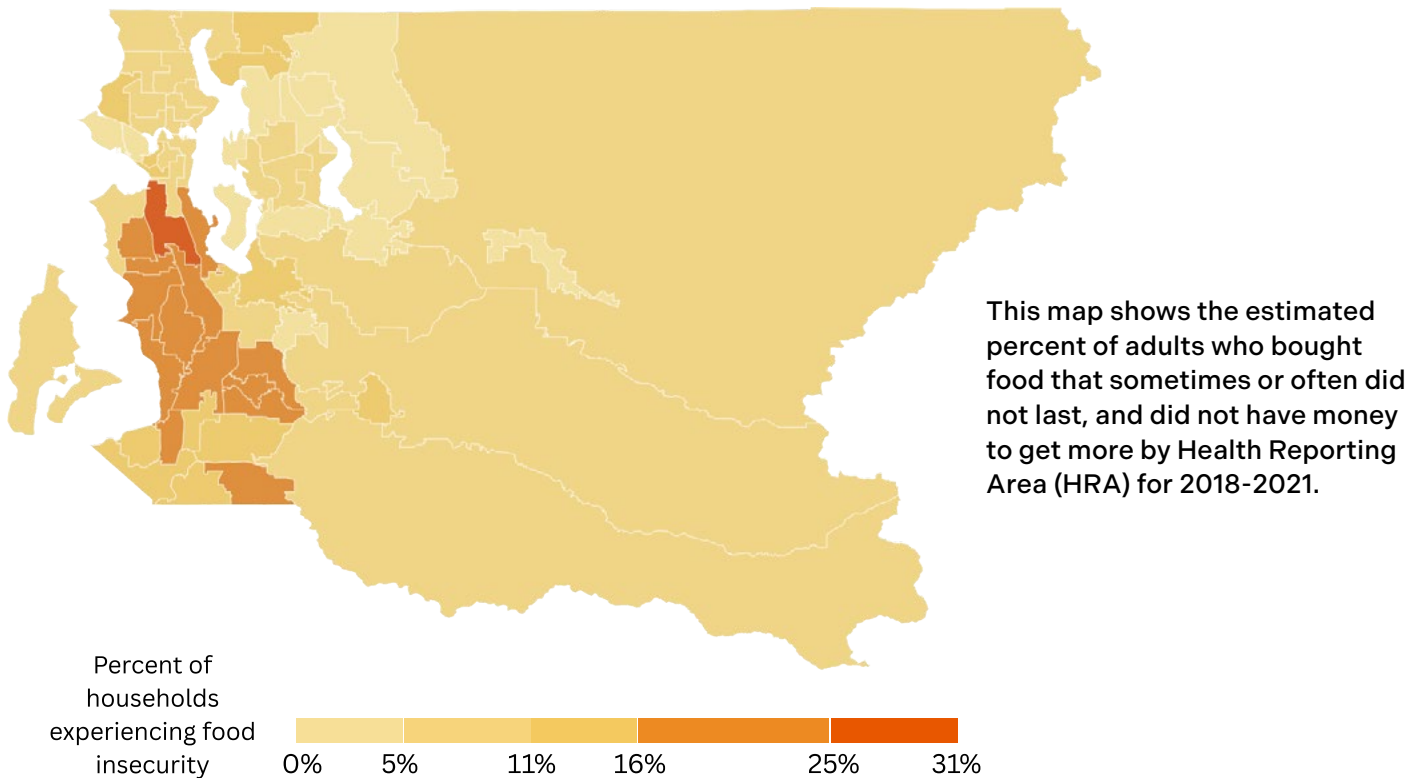 This map shows the estimated
percent of adults who bought
food that sometimes or often did
not last, and did not have money
to get more by Health Reporting
Area (HRA) for 2018-2021.
Percent of
households
experiencing food
insecurity
0% 5% 11% 16% 25% 31%